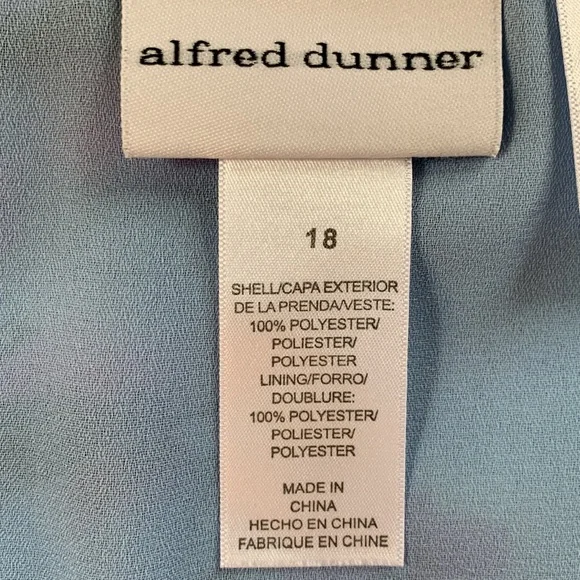 alfred dunner
18
SHELL/CAPA EXTERIOR
DE LA PRENDA/VESTE:
100% POLYESTER/
POLIESTER/
POLYESTER
LINING/FORRO/
DOUBLURE:
100% POLYESTER/
POLIESTER/
POLYESTER
MADE IN
CHINA
HECHO EN CHINA
FABRIQUE EN CHINE